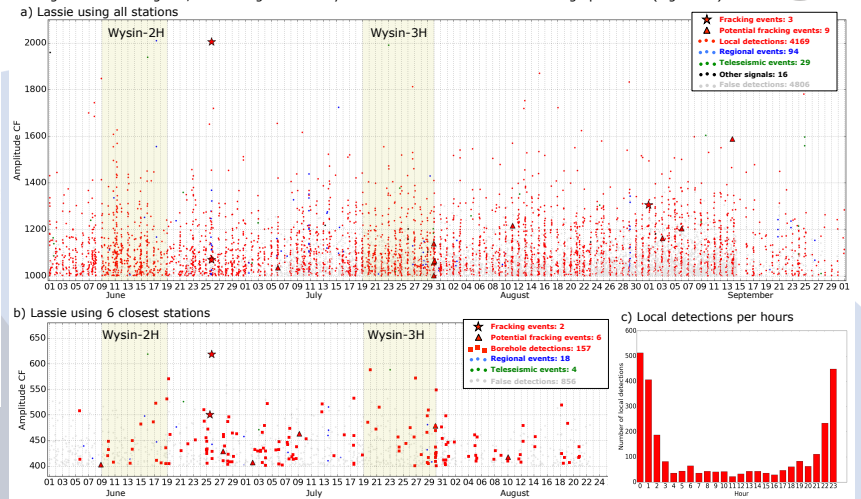 a) Lassie using all stations
Wysin-2H
Wysin-3H
Fracking events: 3
Potential fracking events: 9
Local detections: 4169
Regional events: 94
Teleseismic events: 29
Other signals: 16
False detections: 4806
Amplitude CF
2000
1800
1600
1400
1200
1000
01 03 05 07 09 11 13 15 17 19 21 23 25 27 29 01 03 05 07 09 11 13 15 17 19 21 23 25 27 29 31 02 04 06 08 10 12 14 16 18 20 22 24 26 28 30 01 03 05 07 09 11 13 15 17 19 21 23 25 27 29 01
June July August September
b) Lassie using 6 closest stations
Wysin-2H
Wysin-3H
Fracking events: 2
Potential fracking events: 6
Borehole detections: 157
Regional events: 18
Teleseismic events: 4
False detections: 856
Amplitude CF
650
600
550
500
450
400
01 03 05 07 09 11 13 15 17 19 21 23 25 27 29 01 03 05 07 09 11 13 15 17 19 21 23 25 27 29 31 02 04 06 08 10 12 14 16 18 20 22 24
June July August
c) Local detections per hours
Number of local detections
600
500
400
300
200
100
0
0 1 2 3 4 5 6 7 8 9 10 11 12 13 14 15 16 17 18 19 20 21 22 23
Hour